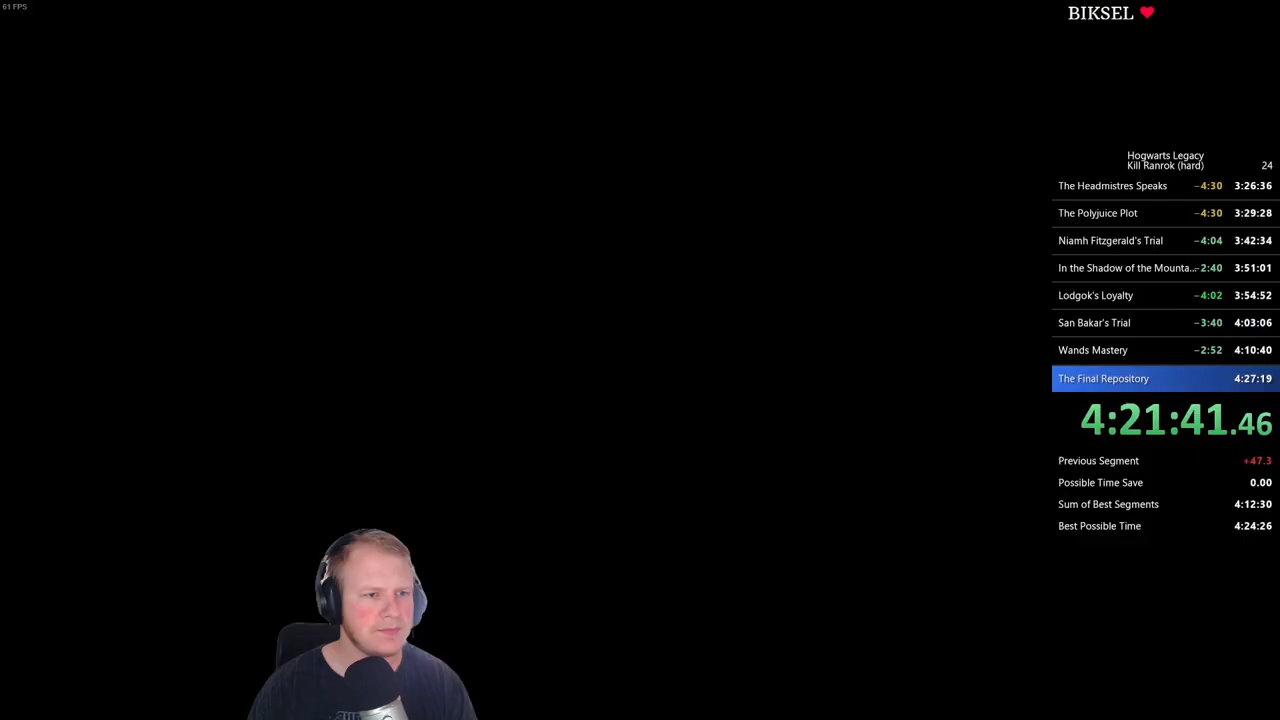 61 FPS
BIKSEL ❤
Hogwarts Legacy
Kill Ranrok (hard) 24
The Headmistres Speaks -4:30 3:26:36
The Polyjuice Plot -4:30 3:29:28
Niamh Fitzgerald's Trial -4:04 3:42:34
In the Shadow of the Mounta... -2:40 3:51:01
Lodgok's Loyalty -4:02 3:54:52
San Bakar's Trial -3:40 4:03:06
Wands Mastery -2:52 4:10:40
The Final Repository 4:27:19
4:21:41.46
Previous Segment +47.3
Possible Time Save 0.00
Sum of Best Segments 4:12:30
Best Possible Time 4:24:26